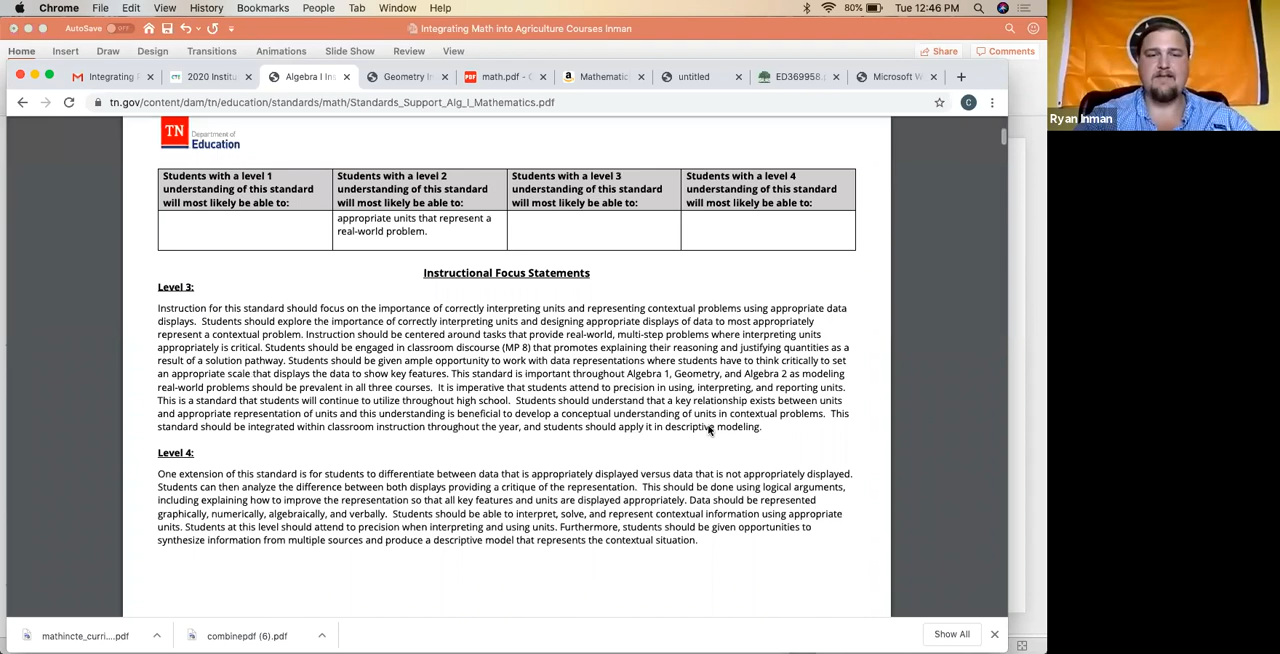 Chrome File Edit View History Bookmarks People Tab Window Help
80% Tue 12:46 PM
AutoSave OFF
Integrating Math into Agriculture Courses Inman
Home Insert Draw Design Transitions Animations Slide Show Review View
Share Comments
Integrating
2020 Institu
Algebra I Ins
Geometry In
math.pdf -
Mathematic
untitled
ED369958.p
Microsoft W
tn.gov/content/dam/tn/education/standards/math/Standards_Support_Alg_I_Mathematics.pdf
C
Ryan Inman
TN
Department of
Education
Students with a level 1
understanding of this standard
will most likely be able to:
Students with a level 2
understanding of this standard
will most likely be able to:
Students with a level 3
understanding of this standard
will most likely be able to:
Students with a level 4
understanding of this standard
will most likely be able to:
appropriate units that represent a
real-world problem.
Instructional Focus Statements
Level 3:
Instruction for this standard should focus on the importance of correctly interpreting units and representing contextual problems using appropriate data
displays. Students should explore the importance of correctly interpreting units and designing appropriate displays of data to most appropriately
represent a contextual problem. Instruction should be centered around tasks that provide real-world, multi-step problems where interpreting units
appropriately is critical. Students should be engaged in classroom discourse (MP 8) that promotes explaining their reasoning and justifying quantities as a
result of a solution pathway. Students should be given ample opportunity to work with data representations where students have to think critically to set
an appropriate scale that displays the data to show key features. This standard is important throughout Algebra 1, Geometry, and Algebra 2 as modeling
real-world problems should be prevalent in all three courses. It is imperative that students attend to precision in using, interpreting, and reporting units.
This is a standard that students will continue to utilize throughout high school. Students should understand that a key relationship exists between units
and appropriate representation of units and this understanding is beneficial to develop a conceptual understanding of units in contextual problems. This
standard should be integrated within classroom instruction throughout the year, and students should apply it in descriptive modeling.
Level 4:
One extension of this standard is for students to differentiate between data that is appropriately displayed versus data that is not appropriately displayed.
Students can then analyze the difference between both displays providing a critique of the representation. This should be done using logical arguments,
including explaining how to improve the representation so that all key features and units are displayed appropriately. Data should be represented
graphically, numerically, algebraically, and verbally. Students should be able to interpret, solve, and represent contextual information using appropriate
units. Students at this level should attend to precision when interpreting and using units. Furthermore, students should be given opportunities to
synthesize information from multiple sources and produce a descriptive model that represents the contextual situation.
mathincte_curri....pdf
combinepdf (6).pdf
Show All